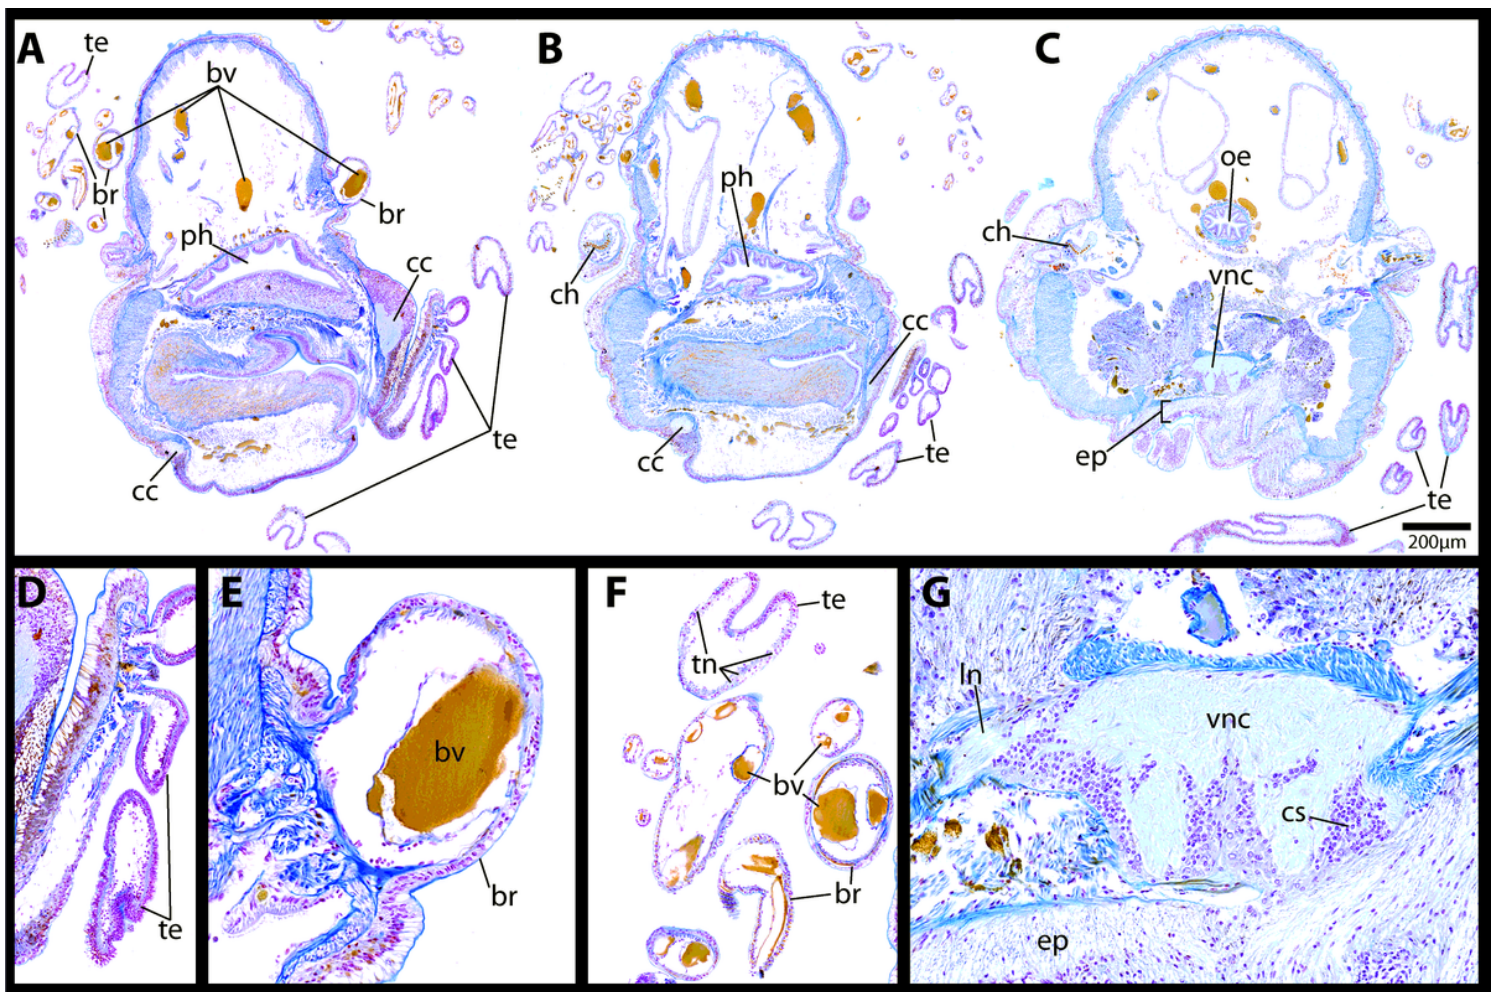 A
te
bv
br
br
ph
cc
te
cc
B
ph
ch
cc
cc
te
C
oe
ch
vnc
ep
te
200µm
D
te
E
bv
br
F
te
tn
bv
br
G
ln
vnc
cs
ep